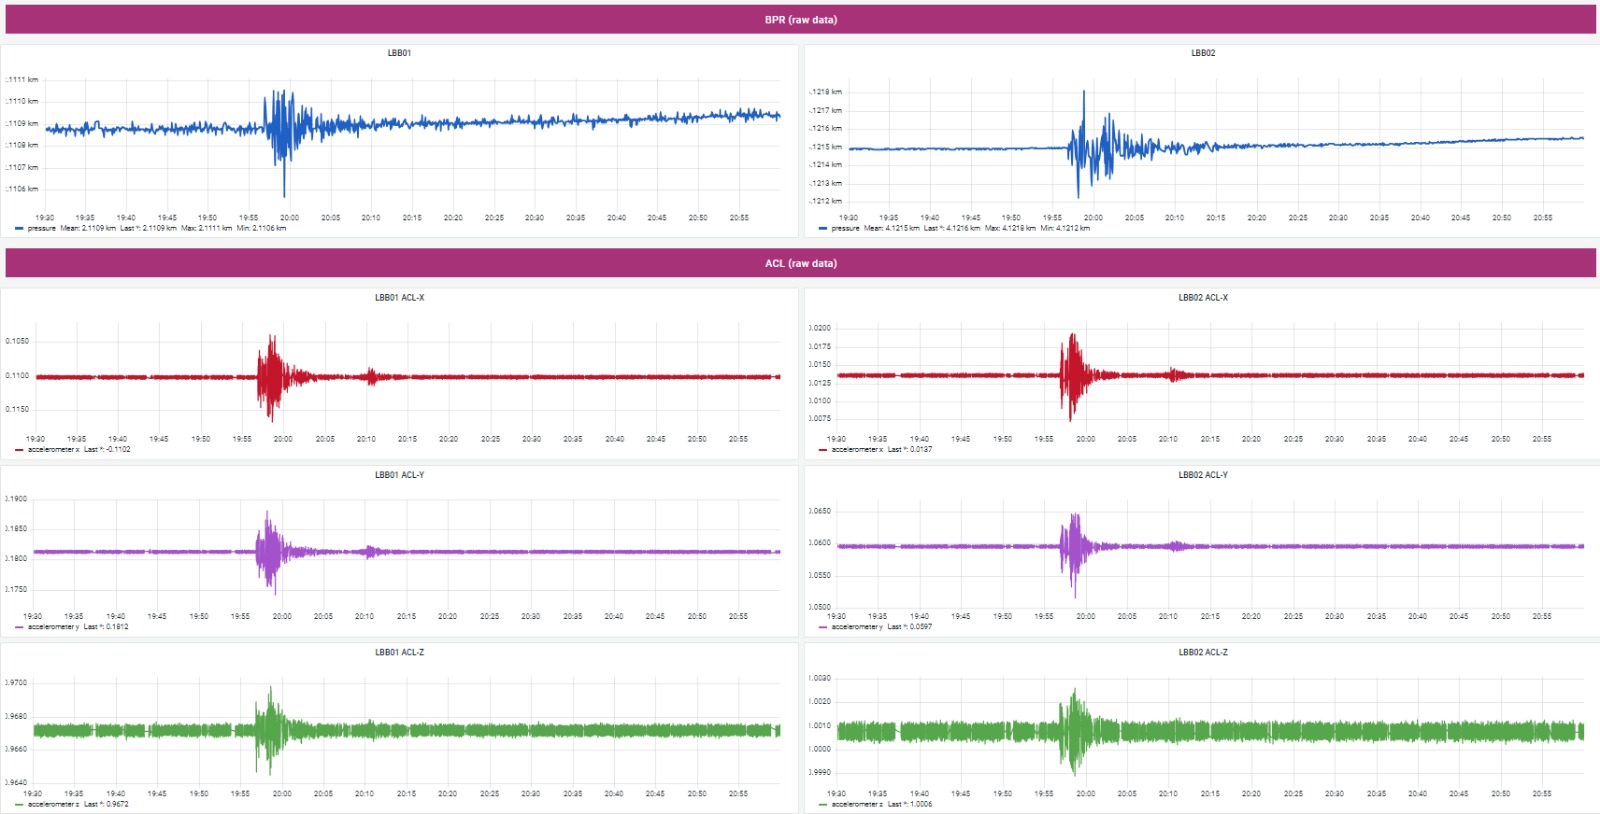 BPR (raw data)
LBB01
.1111 km
.1110 km
.1109 km
.1108 km
.1107 km
.1106 km
19:30 19:35 19:40 19:45 19:50 19:55 20:00 20:05 20:10 20:15 20:20 20:25 20:30 20:35 20:40 20:45 20:50 20:55
pressure Mean: 2.1109 km Last *: 2.1109 km Max: 2.1111 km Min: 2.1106 km
LBB02
.1218 km
.1217 km
.1216 km
.1215 km
.1214 km
.1213 km
.1212 km
19:30 19:35 19:40 19:45 19:50 19:55 20:00 20:05 20:10 20:15 20:20 20:25 20:30 20:35 20:40 20:45 20:50 20:55
pressure Mean: 4.1215 km Last *: 4.1216 km Max: 4.1218 km Min: 4.1212 km
ACL (raw data)
LBB01 ACL-X
0.1050
0.1100
0.1150
19:30 19:35 19:40 19:45 19:50 19:55 20:00 20:05 20:10 20:15 20:20 20:25 20:30 20:35 20:40 20:45 20:50 20:55
accelerometer x Last *: -0.1102
LBB02 ACL-X
0.0200
0.0175
0.0150
0.0125
0.0100
0.0075
19:30 19:35 19:40 19:45 19:50 19:55 20:00 20:05 20:10 20:15 20:20 20:25 20:30 20:35 20:40 20:45 20:50 20:55
accelerometer x Last *: 0.0137
LBB01 ACL-Y
0.1900
0.1850
0.1800
0.1750
19:30 19:35 19:40 19:45 19:50 19:55 20:00 20:05 20:10 20:15 20:20 20:25 20:30 20:35 20:40 20:45 20:50 20:55
accelerometer y Last *: 0.1812
LBB02 ACL-Y
0.0650
0.0600
0.0550
0.0500
19:30 19:35 19:40 19:45 19:50 19:55 20:00 20:05 20:10 20:15 20:20 20:25 20:30 20:35 20:40 20:45 20:50 20:55
accelerometer y Last *: 0.0597
LBB01 ACL-Z
0.9700
0.9680
0.9660
0.9640
19:30 19:35 19:40 19:45 19:50 19:55 20:00 20:05 20:10 20:15 20:20 20:25 20:30 20:35 20:40 20:45 20:50 20:55
accelerometer z Last *: 0.9672
LBB02 ACL-Z
1.0030
1.0020
1.0010
1.0000
0.9990
19:30 19:35 19:40 19:45 19:50 19:55 20:00 20:05 20:10 20:15 20:20 20:25 20:30 20:35 20:40 20:45 20:50 20:55
accelerometer z Last *: 1.0006